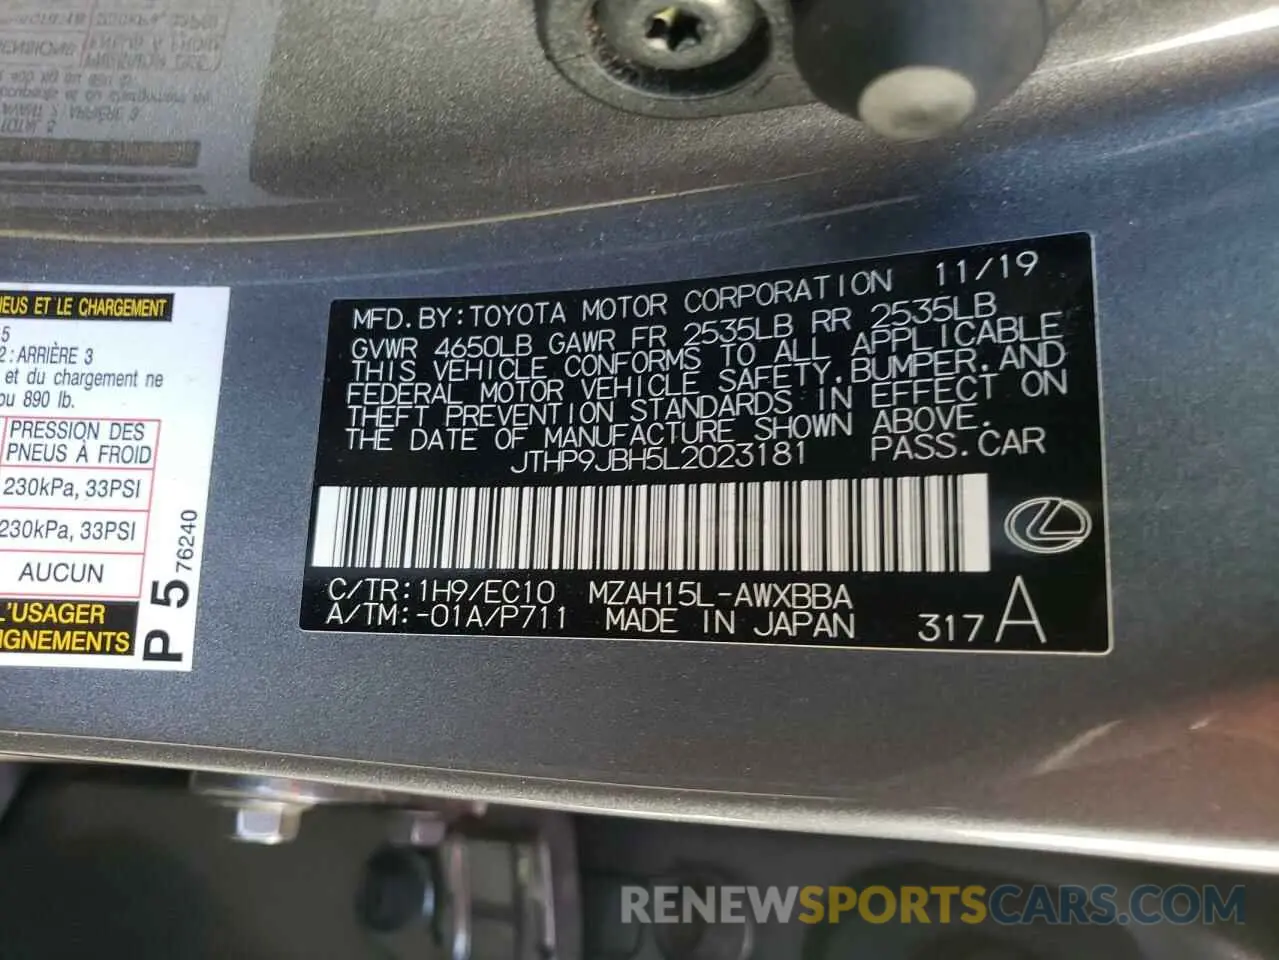 NEUS ET LE CHARGEMENT
5
2:ARRIÈRE 3
et du chargement ne
ou 890 lb.
PRESSION DES
PNEUS À FROID
230kPa, 33PSI
230kPa, 33PSI
AUCUN
L'USAGER
IGNEMENTS
P 5 76240
MFD.BY:TOYOTA MOTOR CORPORATION 11/19
GVWR 4650LB GAWR FR 2535LB RR 2535LB
THIS VEHICLE CONFORMS TO ALL APPLICABLE
FEDERAL MOTOR VEHICLE SAFETY,BUMPER,AND
THEFT PREVENTION STANDARDS IN EFFECT ON
THE DATE OF MANUFACTURE SHOWN ABOVE.
JTHP9JBH5L2023181 PASS.CAR
C/TR:1H9/EC10 MZAH15L-AWXBBA
A/TM:-01A/P711 MADE IN JAPAN 317 A
RENEWSPORTSCARS.COM